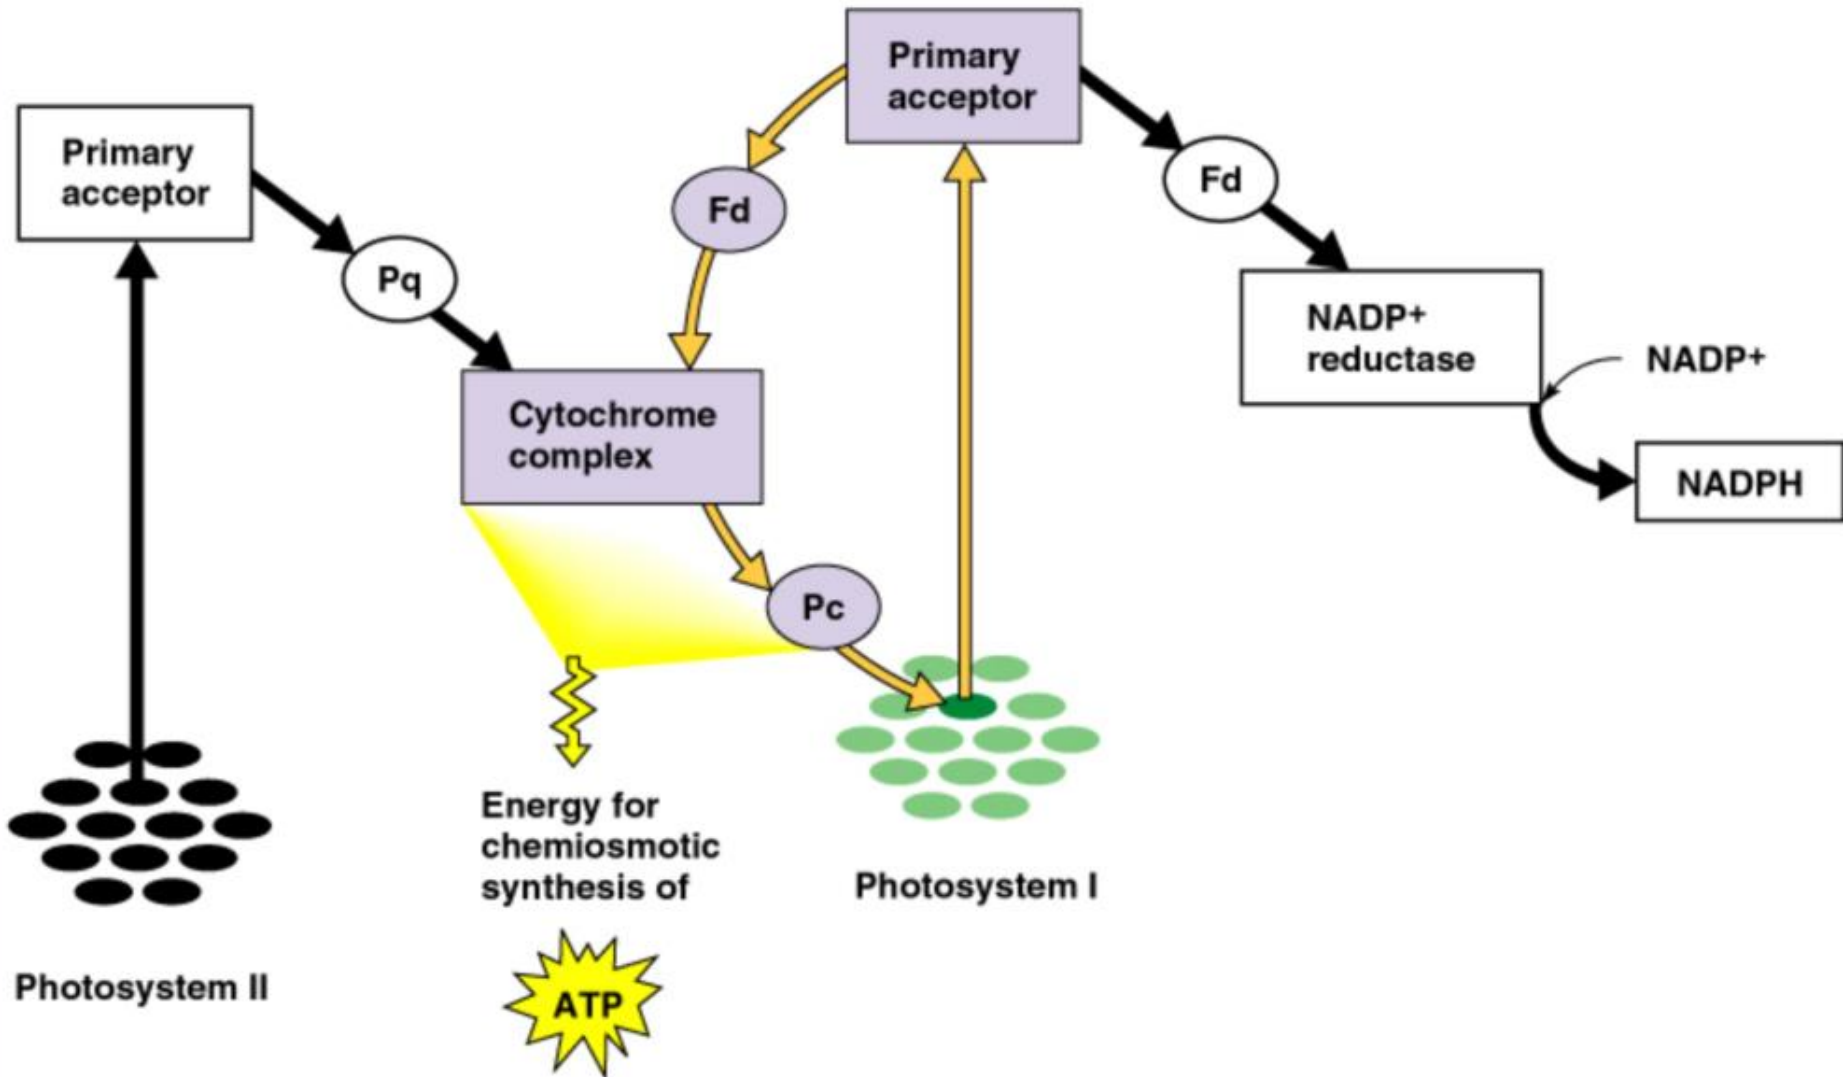 Primary
acceptor
Primary
acceptor
Fd
Fd
Pq
NADP+
reductase
NADP+
Cytochrome
complex
NADPH
Pc
Energy for
chemiosmotic
synthesis of
ATP
Photosystem I
Photosystem II